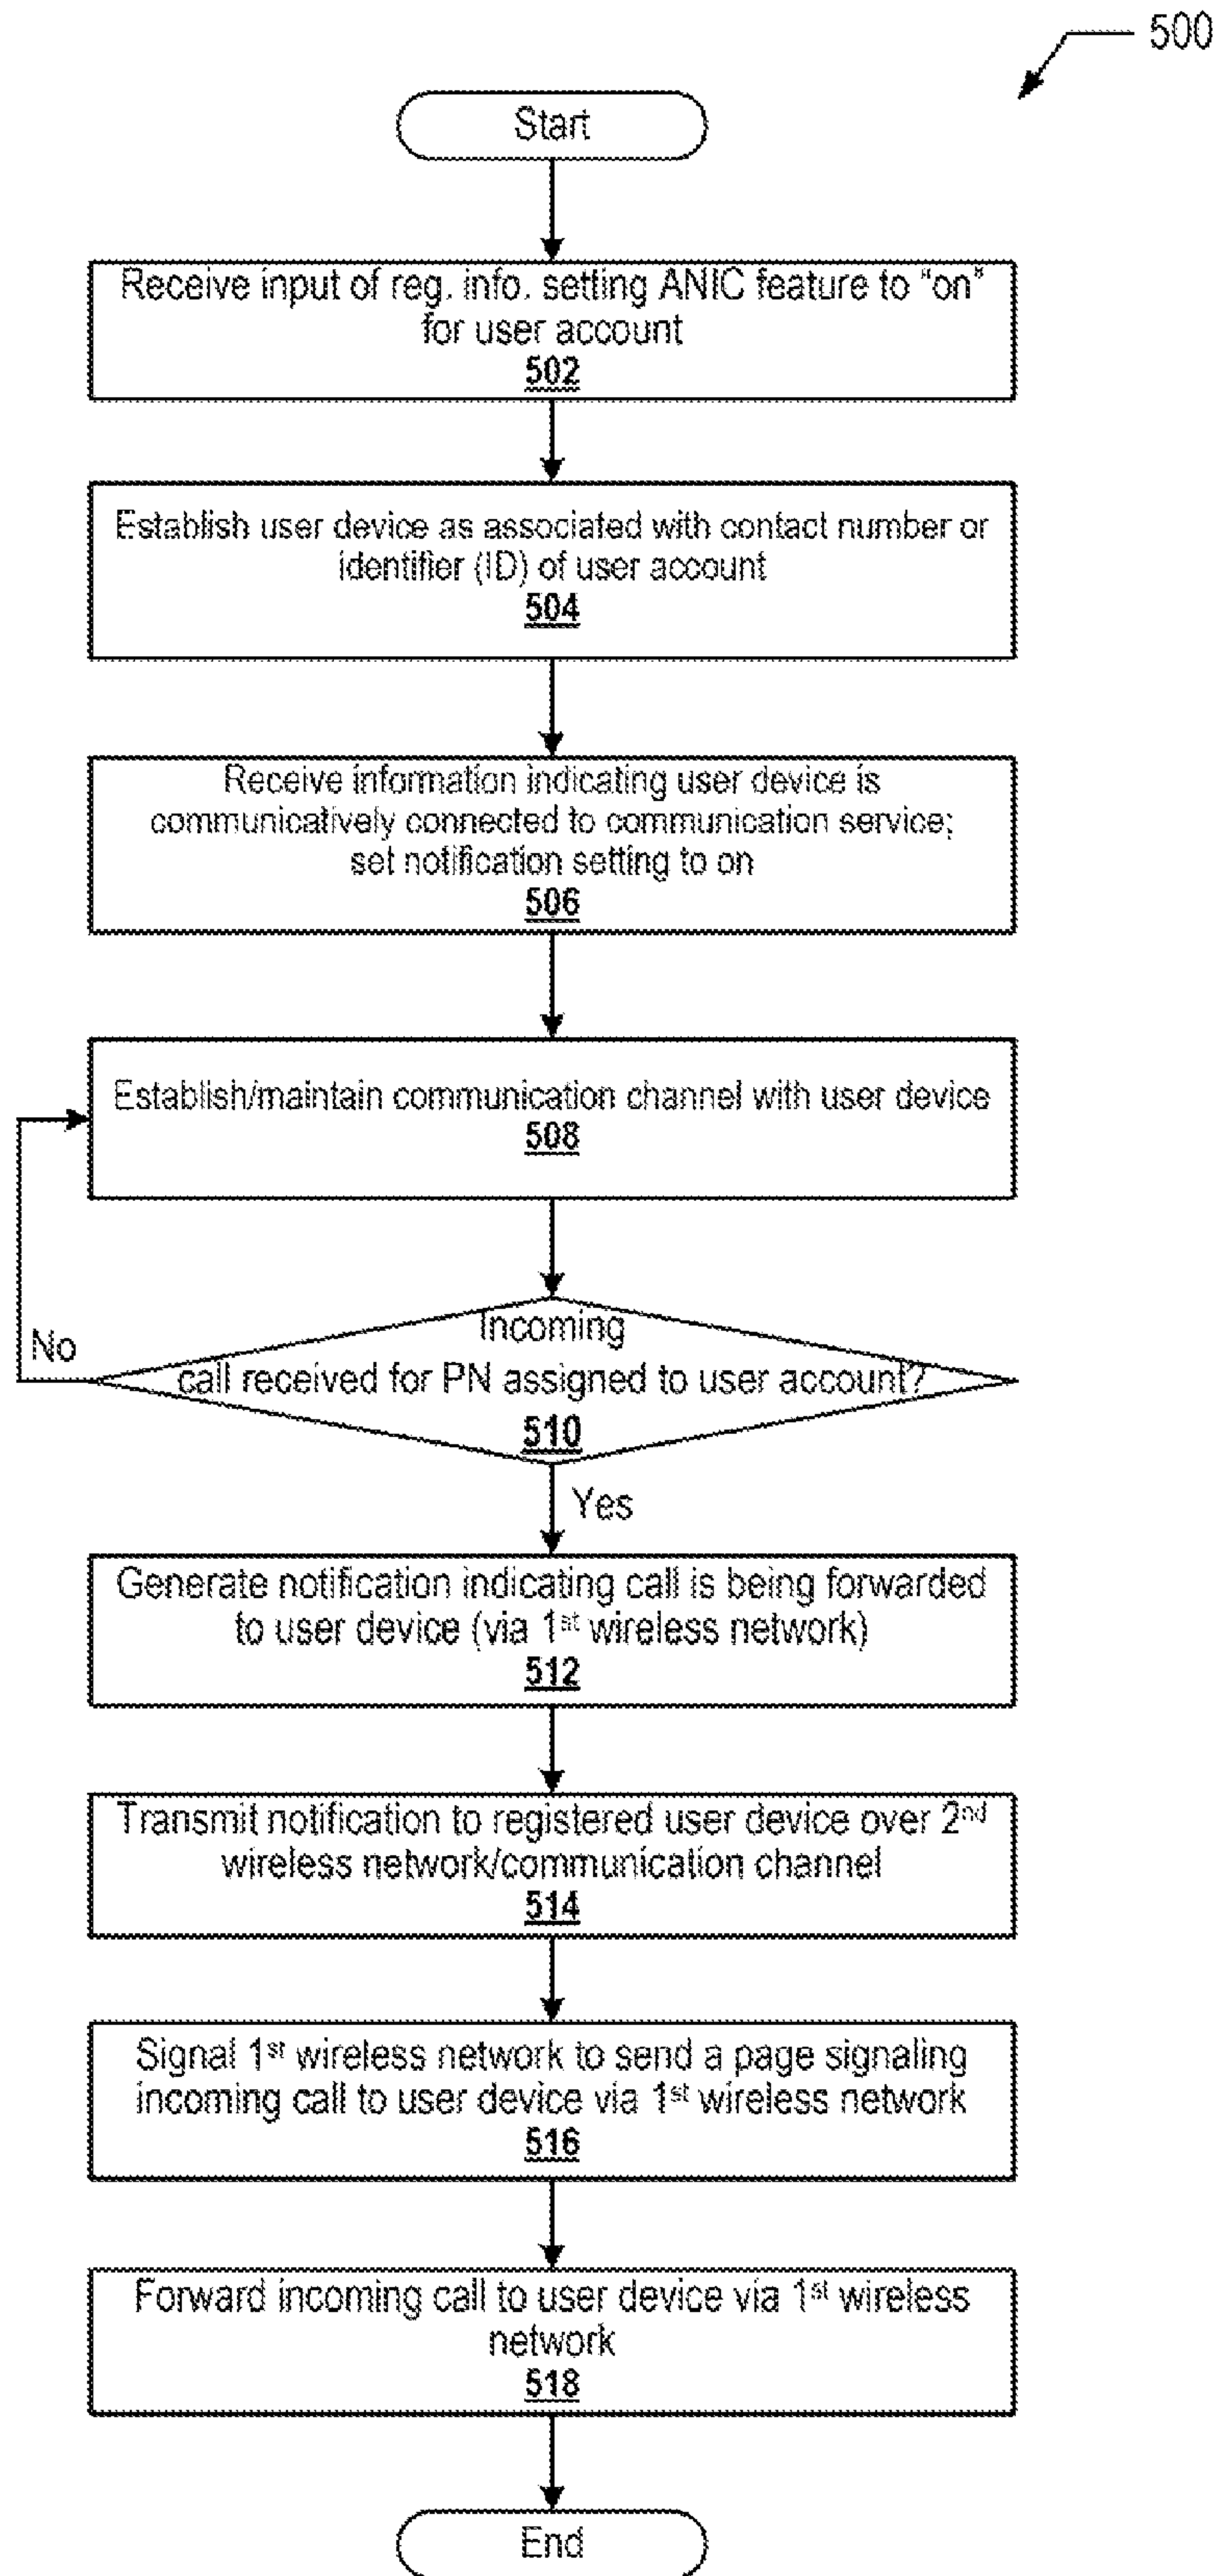 500
Start
Receive input of reg. info. setting ANIC feature to "on"
for user account
502
Establish user device as associated with contact number or
identifier (ID) of user account
504
Receive information indicating user device is
communicatively connected to communication service;
set notification setting to on
506
Establish/maintain communication channel with user device
508
Incoming
call received for PN assigned to user account?
510
No
Yes
Generate notification indicating call is being forwarded
to user device (via 1st wireless network)
512
Transmit notification to registered user device over 2nd
wireless network/communication channel
514
Signal 1st wireless network to send a page signaling
incoming call to user device via 1st wireless network
516
Forward incoming call to user device via 1st wireless
network
518
End